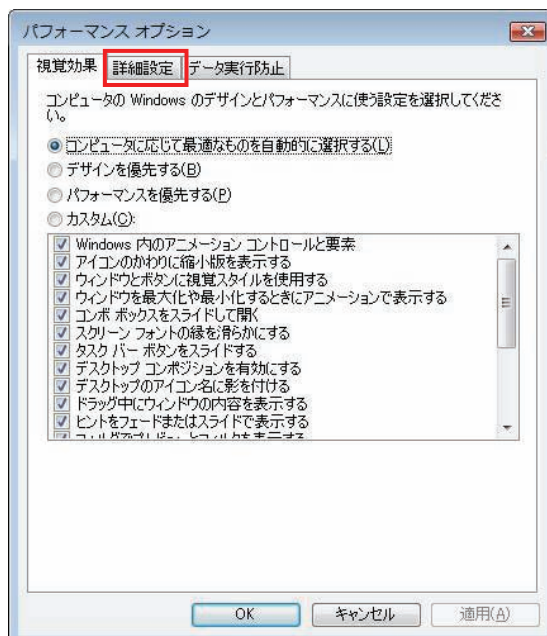 パフォーマンス オプション
視覚効果 詳細設定 データ実行防止
コンピュータの Windows のデザインとパフォーマンスに使う設定を選択してくださ
い。
コンピュータに応じて最適なものを自動的に選択する(L)
デザインを優先する(B)
パフォーマンスを優先する(P)
カスタム(C):
Windows 内のアニメーション コントロールと要素
アイコンのかわりに縮小版を表示する
ウィンドウとボタンに視覚スタイルを使用する
ウィンドウを最大化や最小化するときにアニメーションで表示する
コンボ ボックスをスライドして開く
スクリーン フォントの縁を滑らかにする
タスク バー ボタンをスライドする
デスクトップ コンポジションを有効にする
デスクトップのアイコン名に影を付ける
ドラッグ中にウィンドウの内容を表示する
ヒントをフェードまたはスライドで表示する
OK キャンセル 適用(A)